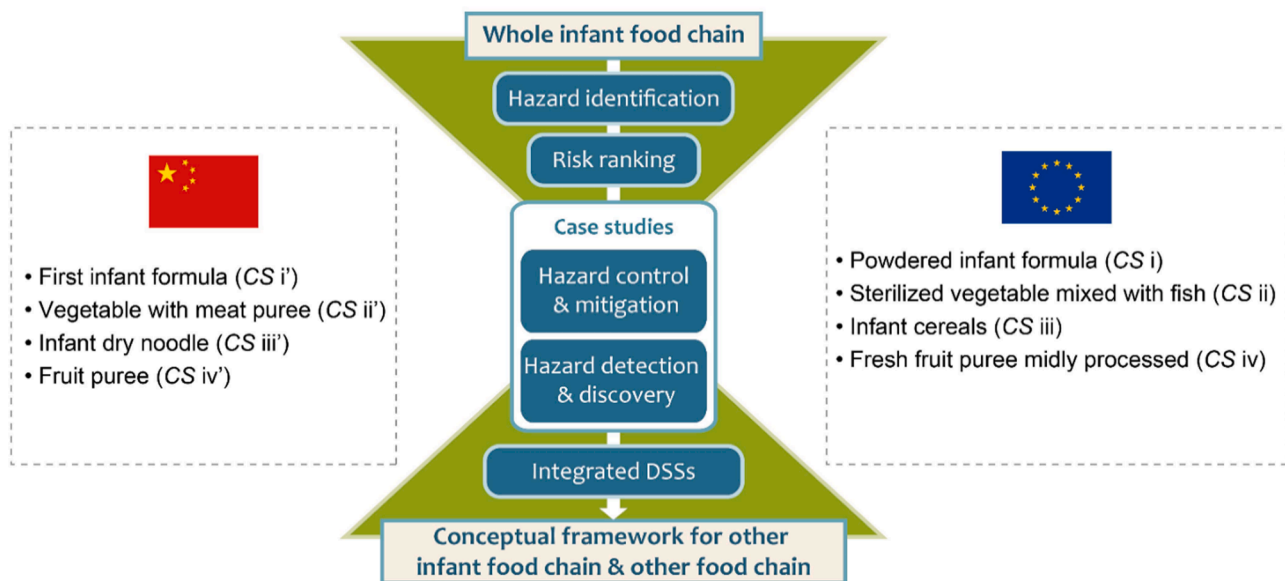 Whole infant food chain
Hazard identification
Risk ranking
Case studies
Hazard control
& mitigation
Hazard detection
& discovery
Integrated DSSs
Conceptual framework for other
infant food chain & other food chain
• First infant formula (CS i’)
• Vegetable with meat puree (CS ii’)
• Infant dry noodle (CS iii’)
• Fruit puree (CS iv’)
• Powdered infant formula (CS i)
• Sterilized vegetable mixed with fish (CS ii)
• Infant cereals (CS iii)
• Fresh fruit puree midly processed (CS iv)